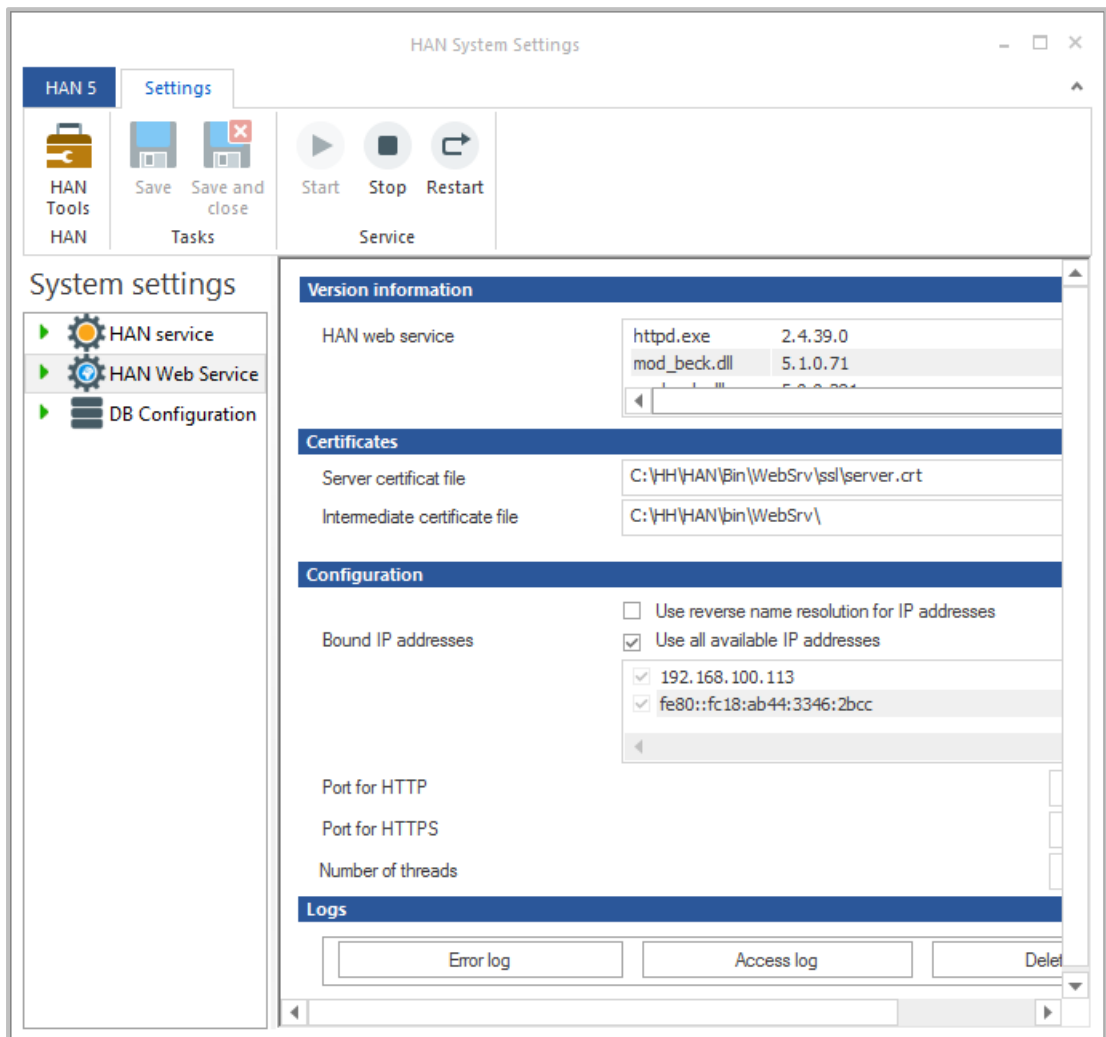 HAN System Settings
HAN 5 Settings
HAN Tools
Save
Save and close
Start
Stop
Restart
HAN
Tasks
Service
System settings
HAN service
HAN Web Service
DB Configuration
Version information
HAN web service
httpd.exe 2.4.39.0
mod_beck.dll 5.1.0.71
Certificates
Server certificat file C:\HH\HAN\Bin\WebSrv\ssl\server.crt
Intermediate certificate file C:\HH\HAN\bin\WebSrv\
Configuration
Use reverse name resolution for IP addresses
Bound IP addresses Use all available IP addresses
192.168.100.113
fe80::fc18:ab44:3346:2bcc
Port for HTTP
Port for HTTPS
Number of threads
Logs
Error log Access log Delet